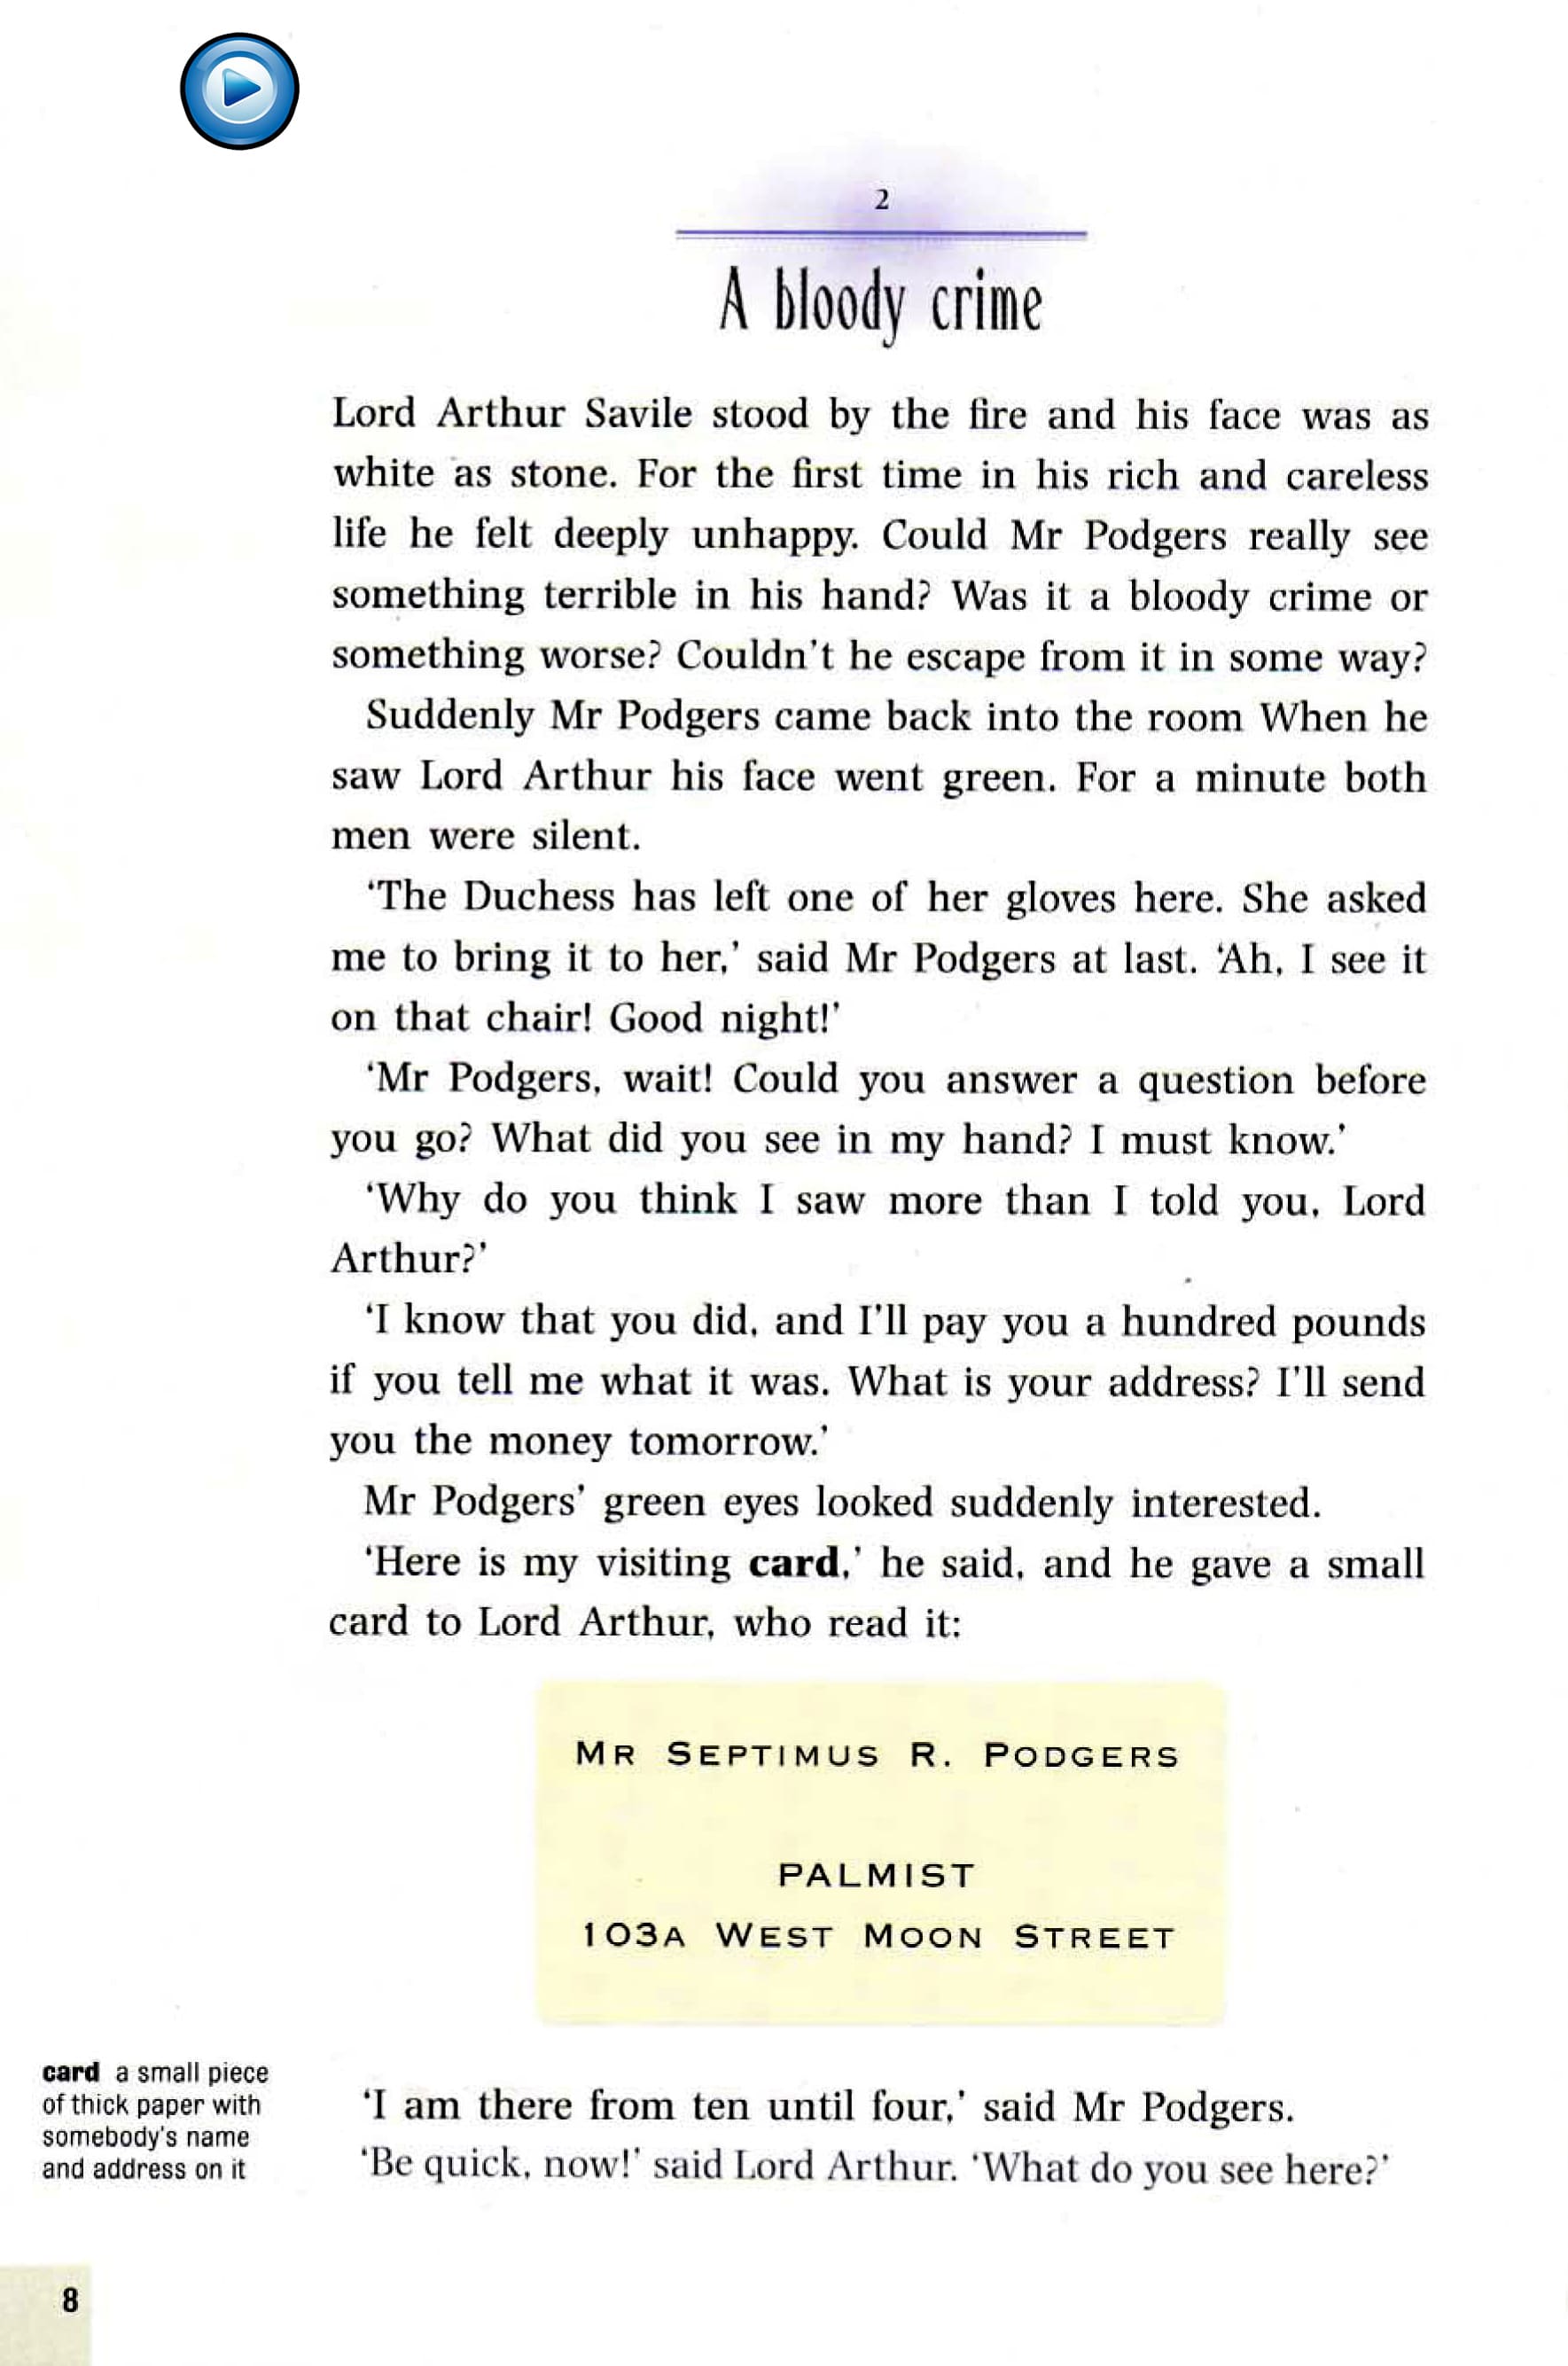 2
A bloody crime
Lord Arthur Savile stood by the fire and his face was as
white as stone. For the first time in his rich and careless
life he felt deeply unhappy. Could Mr Podgers really see
something terrible in his hand? Was it a bloody crime or
something worse? Couldn't he escape from it in some way?
Suddenly Mr Podgers came back into the room When he
saw Lord Arthur his face went green. For a minute both
men were silent.
‘The Duchess has left one of her gloves here. She asked
me to bring it to her,’ said Mr Podgers at last. ‘Ah, I see it
on that chair! Good night!’
‘Mr Podgers, wait! Could you answer a question before
you go? What did you see in my hand? I must know.’
‘Why do you think I saw more than I told you, Lord
Arthur?’
‘I know that you did, and I'll pay you a hundred pounds
if you tell me what it was. What is your address? I'll send
you the money tomorrow.’
Mr Podgers’ green eyes looked suddenly interested.
‘Here is my visiting card,’ he said, and he gave a small
card to Lord Arthur, who read it:
MR SEPTIMUS R. PODGERS
PALMIST
103A WEST MOON STREET
‘I am there from ten until four,’ said Mr Podgers.
‘Be quick, now!’ said Lord Arthur. ‘What do you see here?’
card a small piece
of thick paper with
somebody's name
and address on it
8